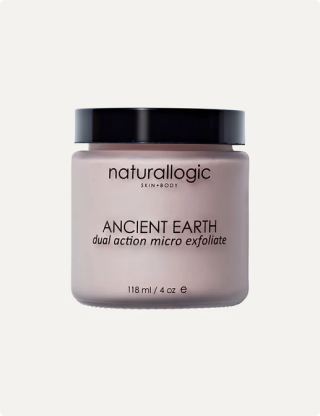 naturallogic
SKIN•BODY
ANCIENT EARTH
dual action micro exfoliate
118 ml / 4 oz ℮